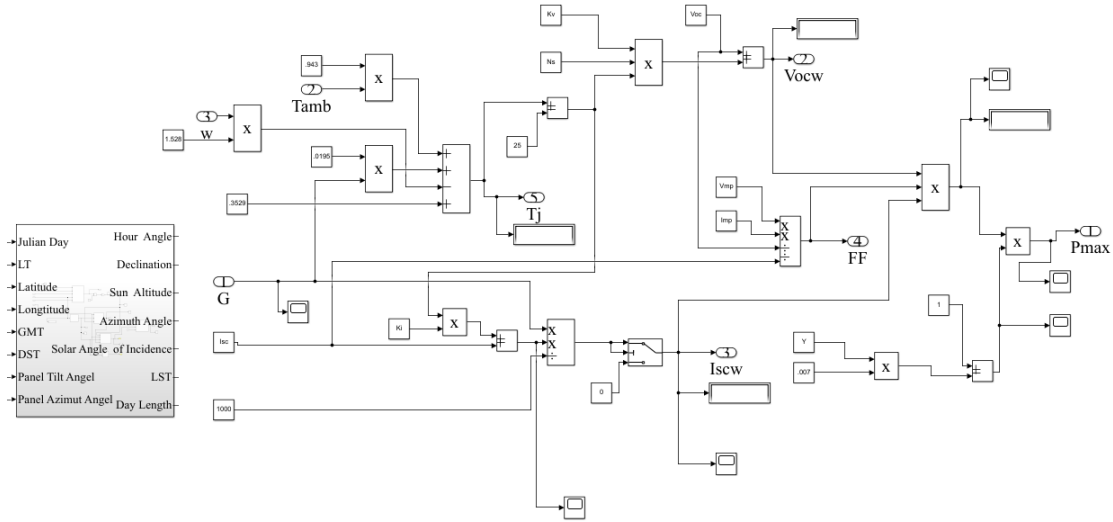 Kv
Voc
2
Vocw
.943
x
Ns
x
2
Tamb
3
w
x
1.528
25
.0195
x
5
Tj
Vmp
x
.3529
Imp
4
FF
x
1
Pmax
Julian Day
Hour Angle
LT
Declination
Latitude
Sun Altitude
Longtitude
Azimuth Angle
GMT
Solar Angle of Incidence
DST
LST
Panel Tilt Angel
Day Length
Panel Azimut Angel
1
G
Isc
Ki
x
x
x
÷
0
3
Iscw
1000
1
Y
.007
x